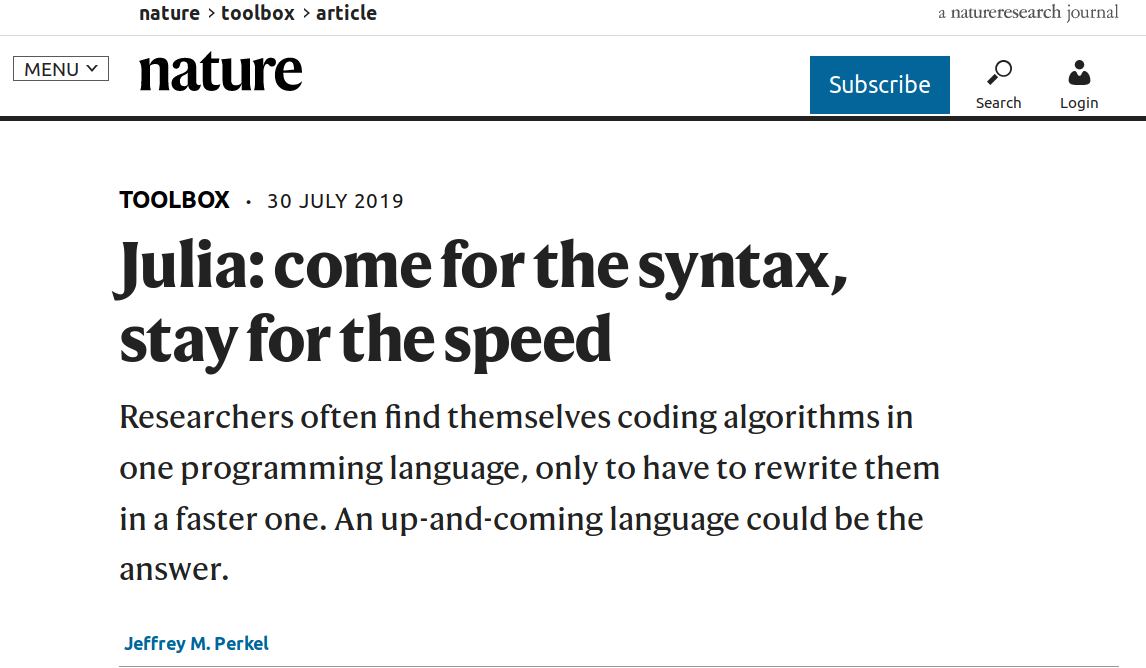 nature > toolbox > article
a natureresearch journal
MENU
nature
Subscribe
Search
Login
TOOLBOX · 30 JULY 2019
Julia: come for the syntax,
stay for the speed
Researchers often find themselves coding algorithms in
one programming language, only to have to rewrite them
in a faster one. An up-and-coming language could be the
answer.
Jeffrey M. Perkel